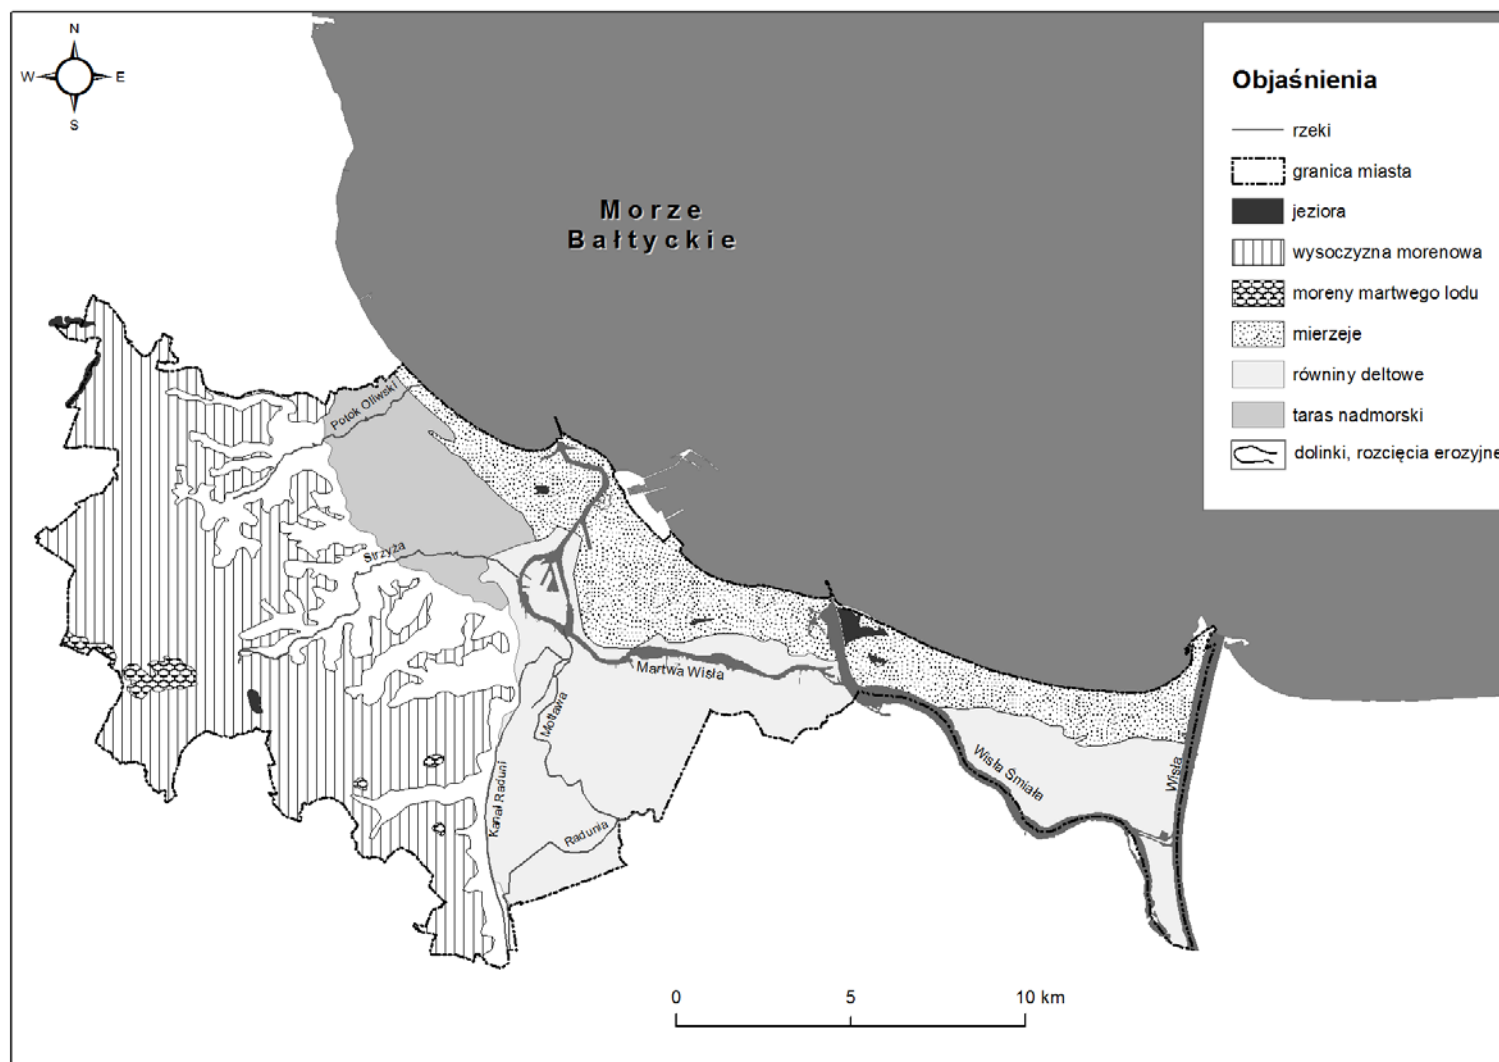 N
W E
S
Morze
Bałtyckie
Objaśnienia
rzeki
granica miasta
jeziora
wysoczyzna morenowa
moreny martwego lodu
mierzeje
równiny deltowe
taras nadmorski
dolinki, rozcięcia erozyjne
Potok Oliwski
Strzyża
Martwa Wisła
Motława
Wisła Śmiała
Wisła
Kanał Raduni
Radunia
0 5 10 km